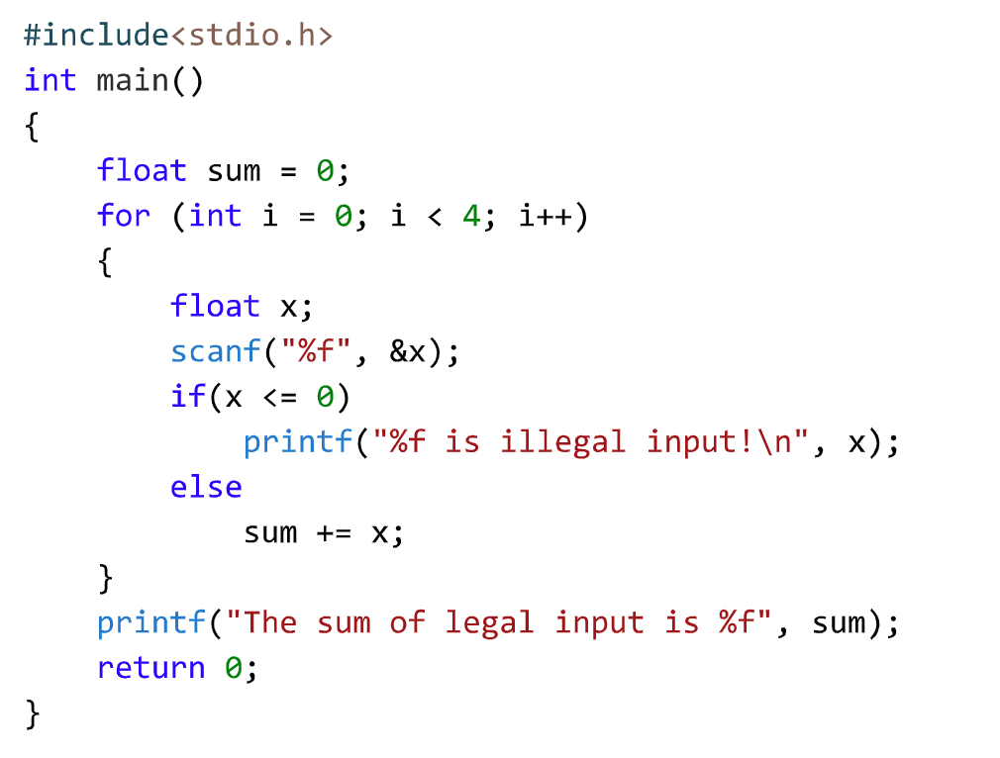 #include<stdio.h>
int main()
{
    float sum = 0;
    for (int i = 0; i < 4; i++)
    {
        float x;
        scanf("%f", &x);
        if(x <= 0)
            printf("%f is illegal input!\n", x);
        else
            sum += x;
    }
    printf("The sum of legal input is %f", sum);
    return 0;
}